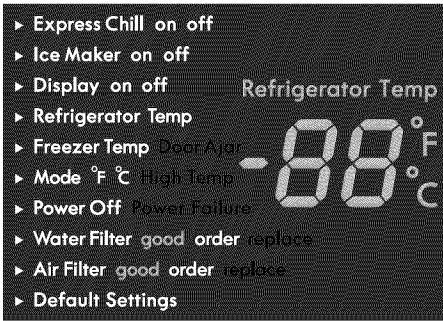 ▸ Express Chill on off
▸ Ice Maker on off
▸ Display on off
Refrigerator Temp
▸ Refrigerator Temp
▸ Freezer Temp Door Ajar
▸ Mode °F °C High Temp
▸ Power Off Power Failure
-88 °F °C
▸ Water Filter good order replace
▸ Air Filter good order replace
▸ Default Settings